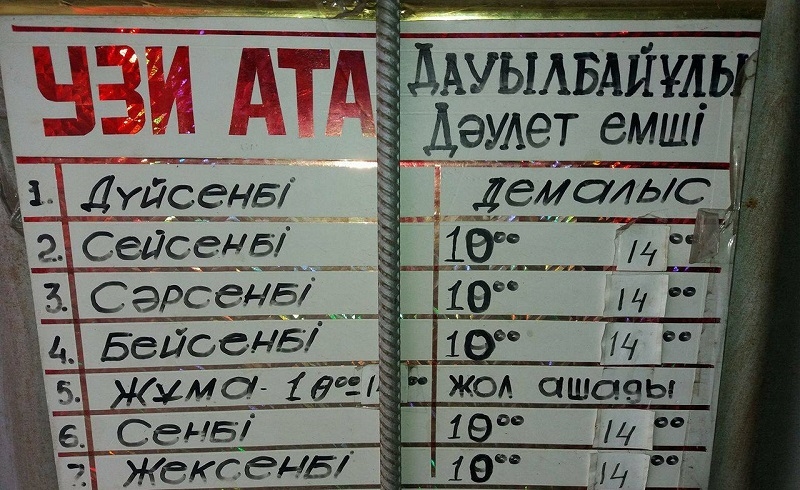 УЗИ АТА
Дауылбайұлы
Дәулет емші
1. Дүйсенбі демалыс
2. Сейсенбі 10⁰⁰ 14⁰⁰
3. Сәрсенбі 10⁰⁰ 14⁰⁰
4. Бейсенбі 10⁰⁰ 14⁰⁰
5. Жұма - 10⁰⁰ - жол ашады
6. Сенбі 10⁰⁰ 14⁰⁰
7. Жексенбі 10⁰⁰ 14⁰⁰